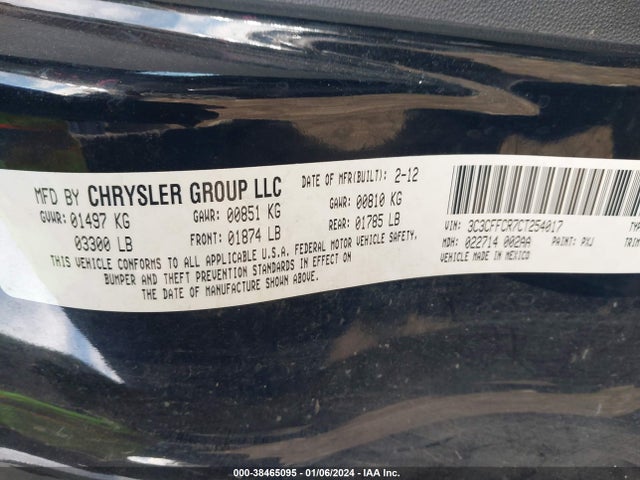 MFD BY CHRYSLER GROUP LLC DATE OF MFR(BUILT): 2-12
GVWR: 01497 KG GAWR: 00851 KG GAWR: 00810 KG
03300 LB FRONT: 01874 LB REAR: 01785 LB
THIS VEHICLE CONFORMS TO ALL APPLICABLE U.S.A. FEDERAL MOTOR VEHICLE SAFETY,
BUMPER AND THEFT PREVENTION STANDARDS IN EFFECT ON
THE DATE OF MANUFACTURE SHOWN ABOVE.
VIN: 3C3CFFCR7CT254017 TYP
MDH: 022714 002AA PAINT: PXJ TRIM
VEHICLE MADE IN MEXICO
000-38465095 - 01/06/2024 - IAA Inc.